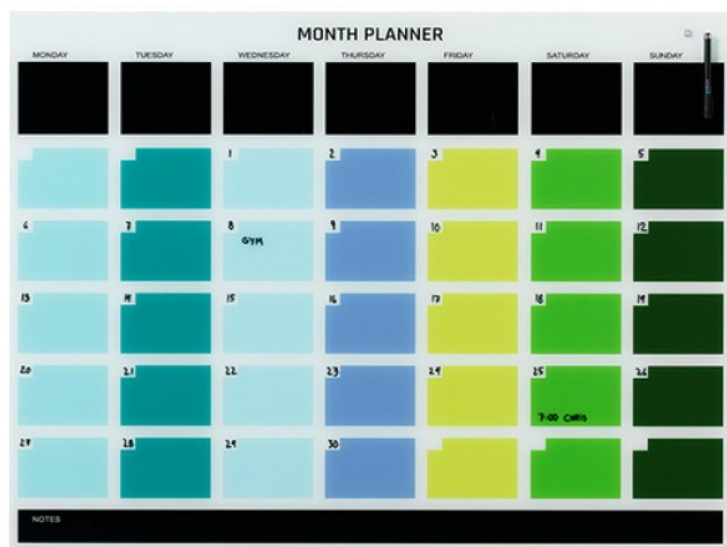 MONTH PLANNER
MONDAY TUESDAY WEDNESDAY THURSDAY FRIDAY SATURDAY SUNDAY
1 2 3 4 5
6 7 8 9 10 11 12
GYM
13 14 15 16 17 18 19
20 21 22 23 24 25 26
7:00 CHRIS
27 28 29 30
NOTES